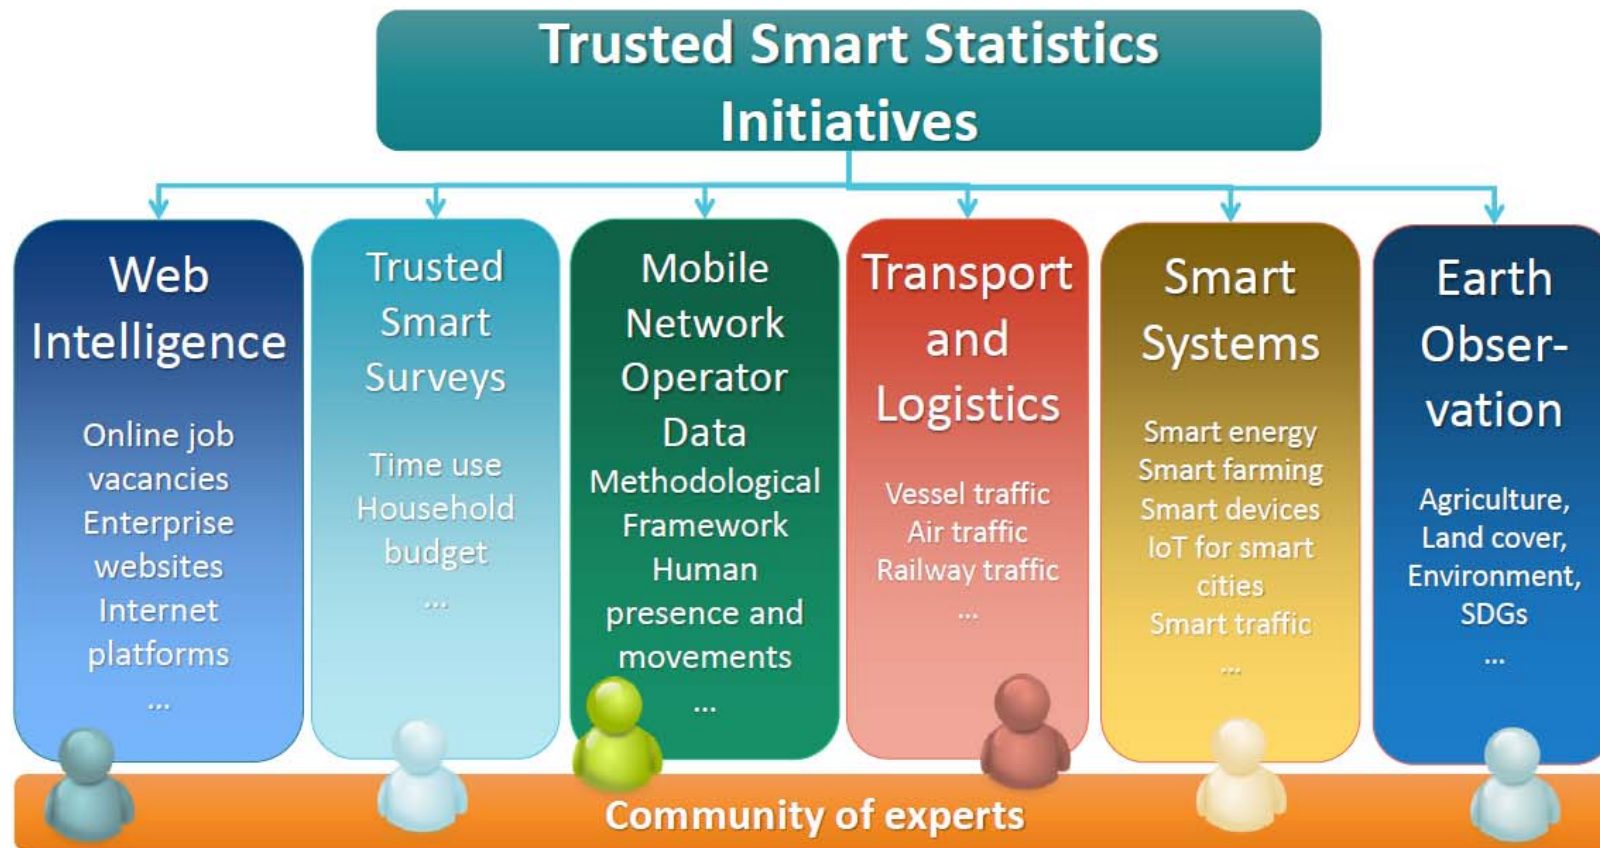 Trusted Smart Statistics
Initiatives
Web
Intelligence
Online job
vacancies
Enterprise
websites
Internet
platforms
...
Trusted
Smart
Surveys
Time use
Household
budget
...
Mobile
Network
Operator
Data
Methodological
Framework
Human
presence and
movements
...
Transport
and
Logistics
Vessel traffic
Air traffic
Railway traffic
...
Smart
Systems
Smart energy
Smart farming
Smart devices
IoT for smart
cities
Smart traffic
...
Earth
Obser-
vation
Agriculture,
Land cover,
Environment,
SDGs
...
Community of experts